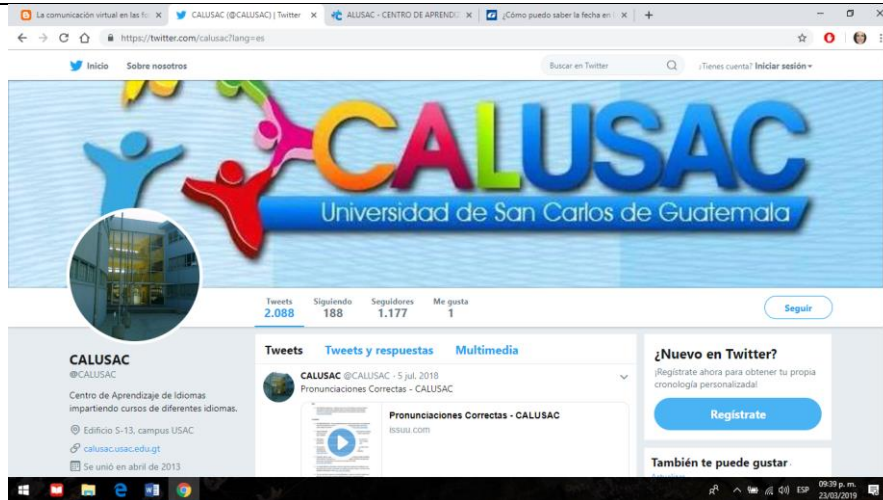 La comunicación virtual en las fo
CALUSAC (@CALUSAC) | Twitter
ALUSAC - CENTRO DE APREND
¿Cómo puedo saber la fecha en
https://twitter.com/calusac?lang=es
Inicio Sobre nosotros
Buscar en Twitter
¿Tienes cuenta? Iniciar sesión
CALUSAC
Universidad de San Carlos de Guatemala
Tweets Siguiendo Seguidores Me gusta
2.088 188 1.177 1
Seguir
CALUSAC
@CALUSAC
Centro de Aprendizaje de Idiomas
impartiendo cursos de diferentes idiomas.
Edificio S-13, campus USAC
calusac.usac.edu.gt
Se unió en abril de 2013
Tweets Tweets y respuestas Multimedia
CALUSAC @CALUSAC · 5 jul. 2018
Pronunciaciones Correctas - CALUSAC
Pronunciaciones Correctas - CALUSAC
issuu.com
¿Nuevo en Twitter?
¡Regístrate ahora para obtener tu propia
cronología personalizada!
Regístrate
También te puede gustar
ESP
09:39 p. m.
23/03/2019